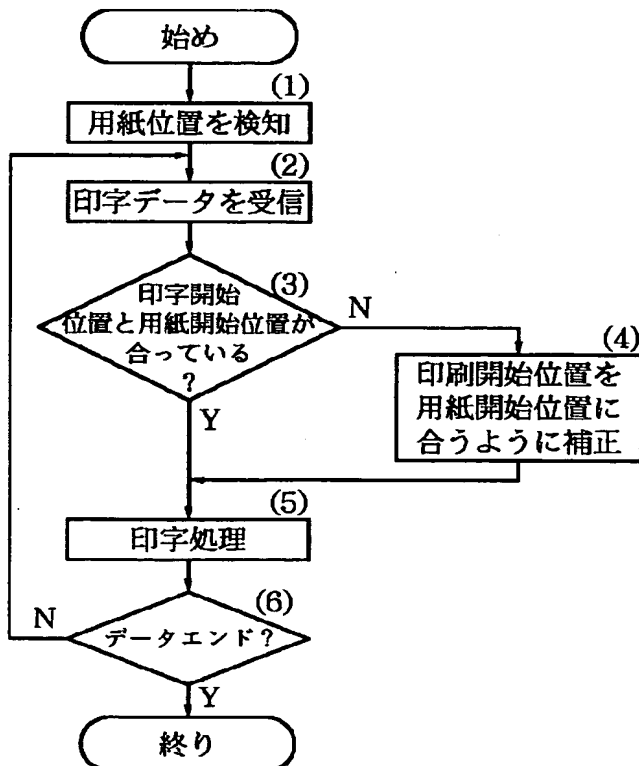 始め
(1)
用紙位置を検知
(2)
印字データを受信
(3)
印字開始
位置と用紙開始位置が
合っている
?
N
Y
(4)
印刷開始位置を
用紙開始位置に
合うように補正
(5)
印字処理
(6)
データエンド?
N
Y
終り